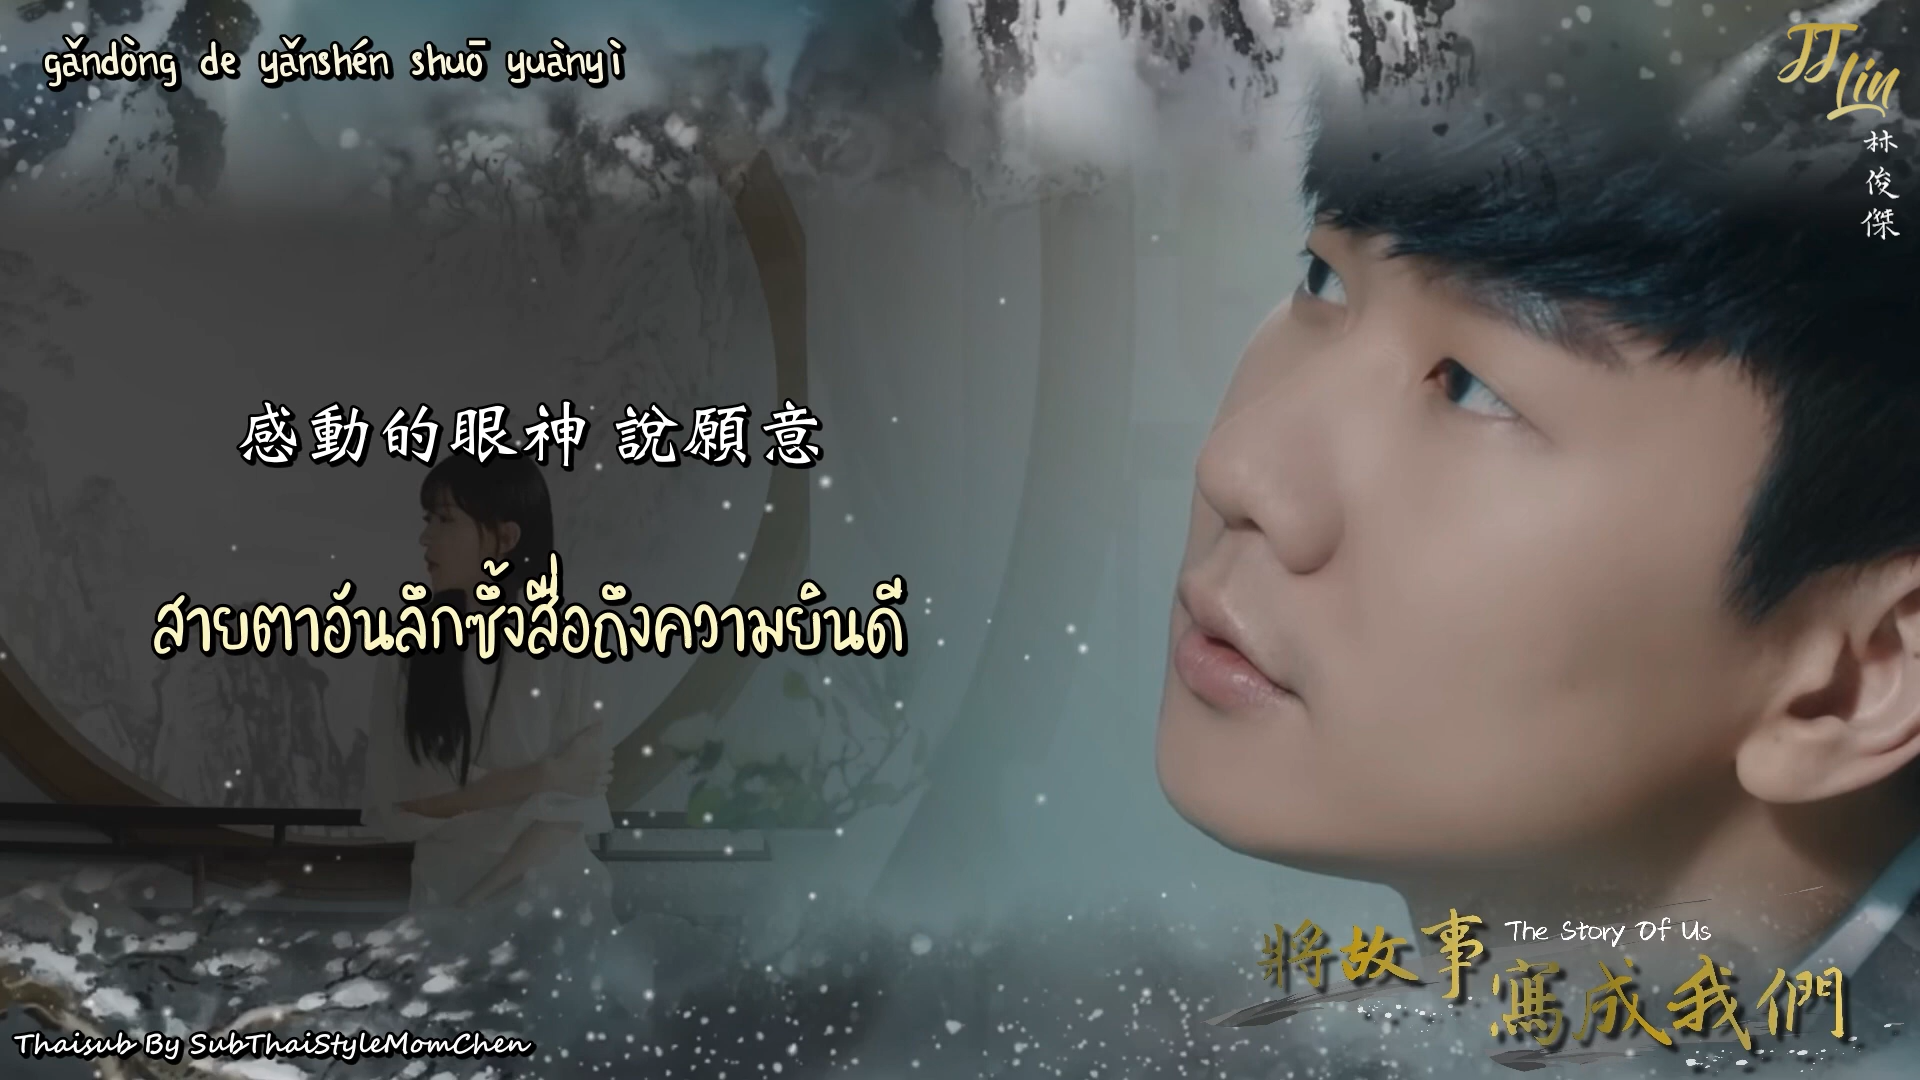 gǎndòng de yǎnshén shuō yuànyì
JJ
Lin
林
俊
傑
感動的眼神 說願意
สายตาอันลึกซึ้งสื่อถึงความยินดี
將故事 The Story Of Us
寫成我們
Thaisub By SubThaiStyleMomChen